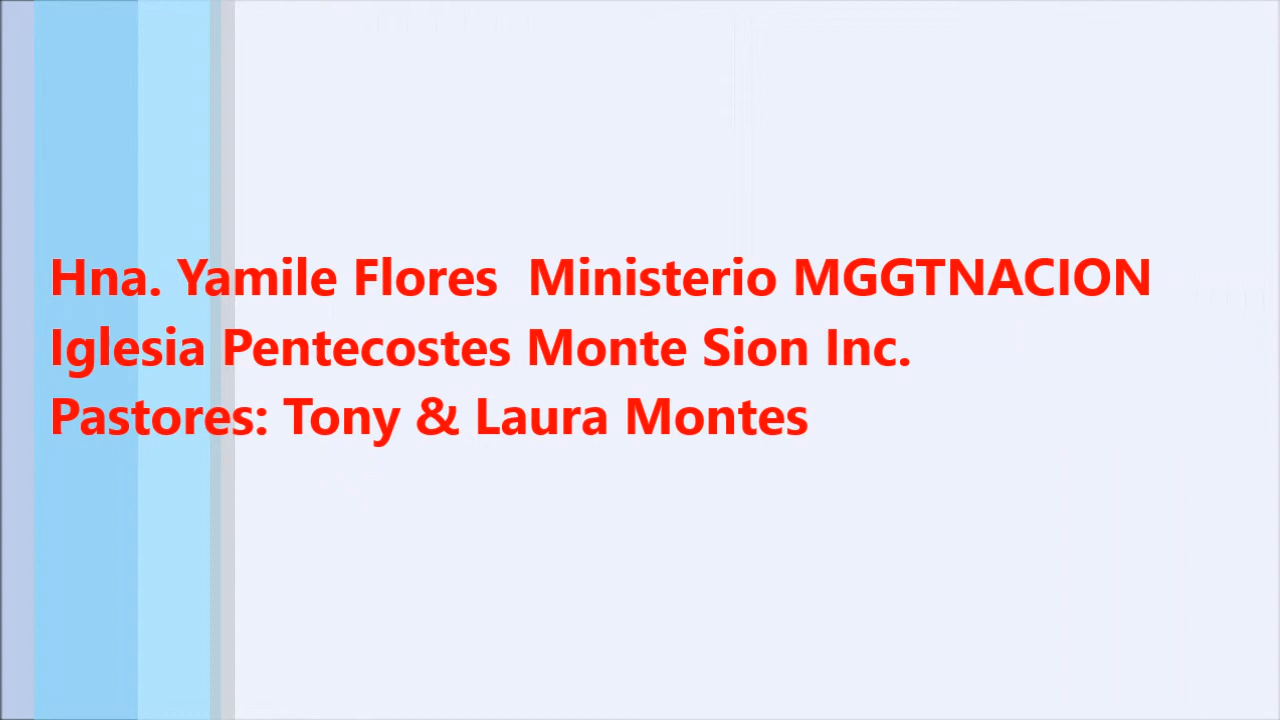 Hna. Yamile Flores  Ministerio MGGTNACION
Iglesia Pentecostes Monte Sion Inc.
Pastores: Tony & Laura Montes